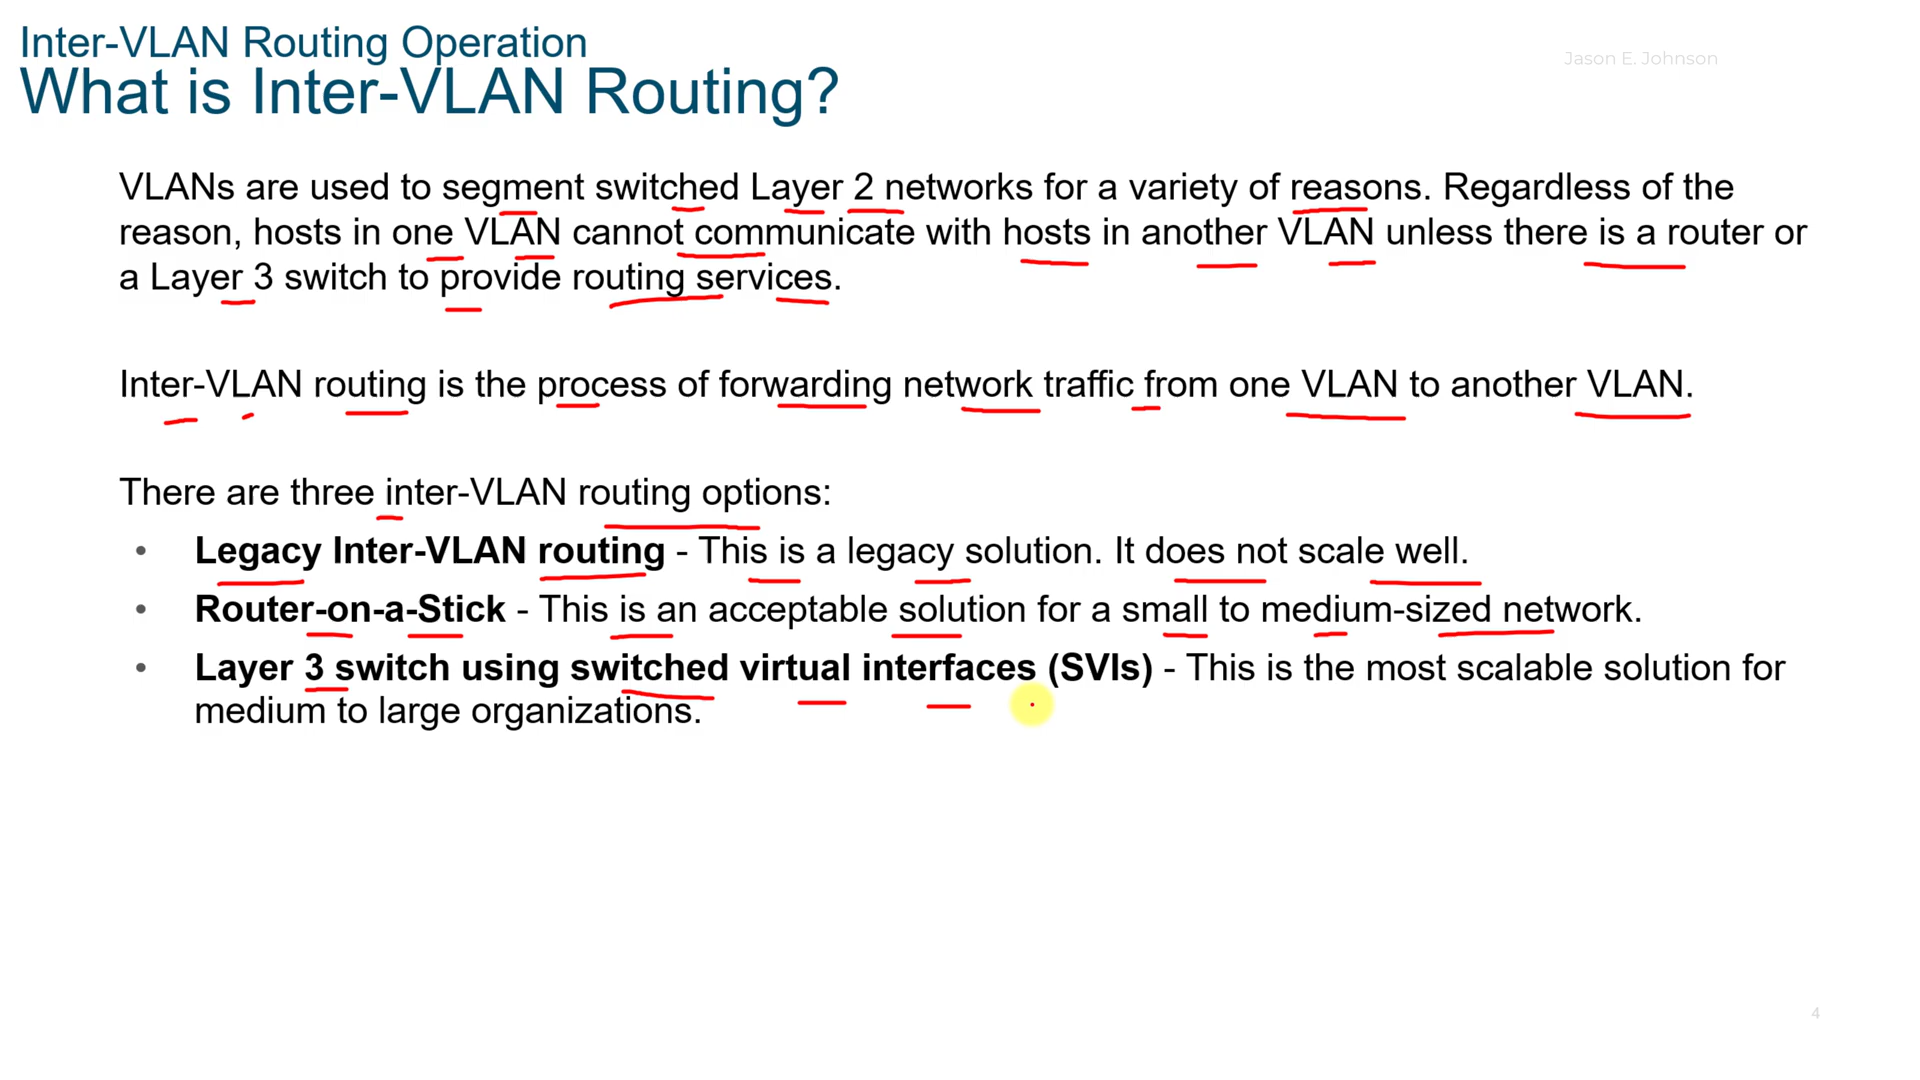 Inter-VLAN Routing Operation
Jason E. Johnson
What is Inter-VLAN Routing?
VLANs are used to segment switched Layer 2 networks for a variety of reasons. Regardless of the
reason, hosts in one VLAN cannot communicate with hosts in another VLAN unless there is a router or
a Layer 3 switch to provide routing services.
Inter-VLAN routing is the process of forwarding network traffic from one VLAN to another VLAN.
There are three inter-VLAN routing options:
• Legacy Inter-VLAN routing - This is a legacy solution. It does not scale well.
• Router-on-a-Stick - This is an acceptable solution for a small to medium-sized network.
• Layer 3 switch using switched virtual interfaces (SVIs) - This is the most scalable solution for
medium to large organizations.
4